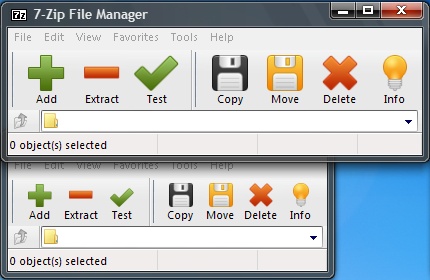 7-Zip File Manager
File Edit View Favorites Tools Help
Add Extract Test Copy Move Delete Info
0 object(s) selected
File Edit View Favorites Tools Help
Add Extract Test Copy Move Delete Info
0 object(s) selected